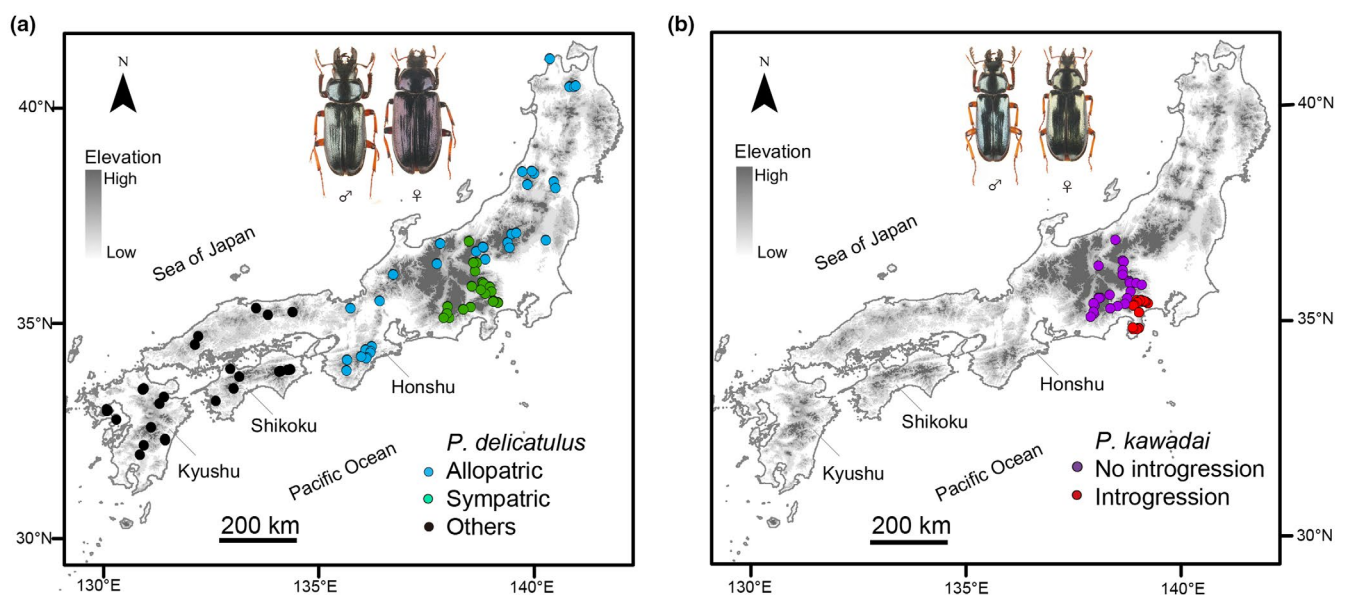 (a)
N
40°N
Elevation
High
Low
♂ ♀
Sea of Japan
35°N
Honshu
Shikoku
Kyushu
Pacific Ocean
P. delicatulus
Allopatric
Sympatric
Others
200 km
30°N
130°E 135°E 140°E
(b)
N
40°N
Elevation
High
Low
♂ ♀
Sea of Japan
35°N
Honshu
Shikoku
Kyushu
Pacific Ocean
P. kawadai
No introgression
Introgression
200 km
30°N
130°E 135°E 140°E